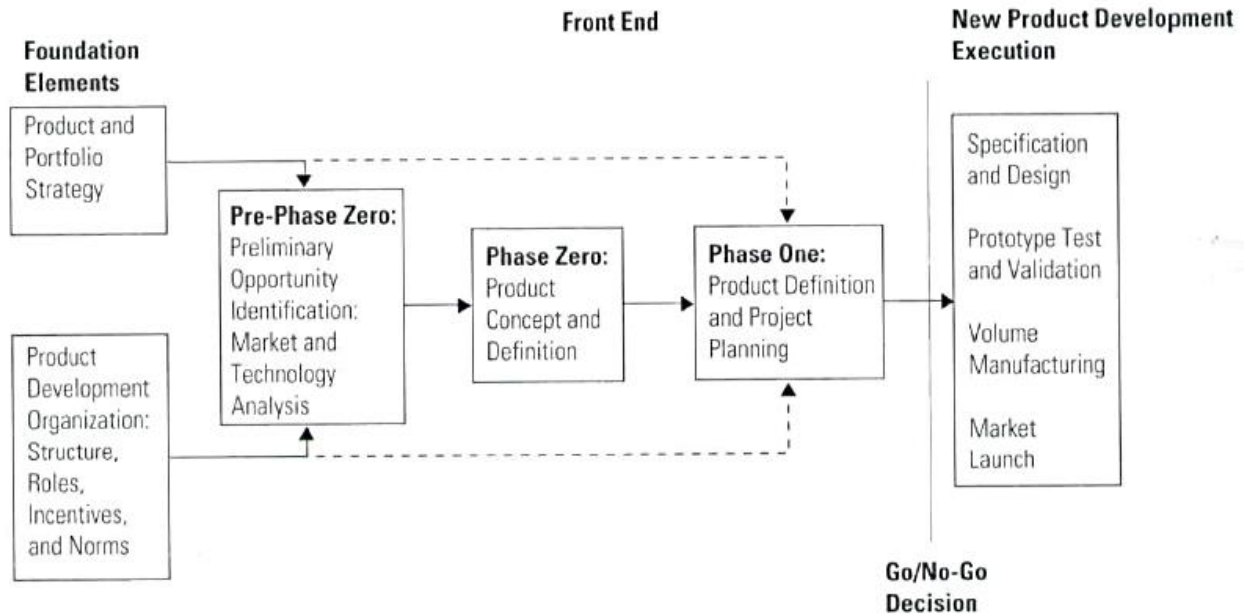 Front End
New Product Development
Execution
Foundation
Elements
Product and
Portfolio
Strategy
Product
Development
Organization:
Structure,
Roles,
Incentives,
and Norms
Pre-Phase Zero:
Preliminary
Opportunity
Identification:
Market and
Technology
Analysis
Phase Zero:
Product
Concept and
Definition
Phase One:
Product Definition
and Project
Planning
Specification
and Design
Prototype Test
and Validation
Volume
Manufacturing
Market
Launch
Go/No-Go
Decision